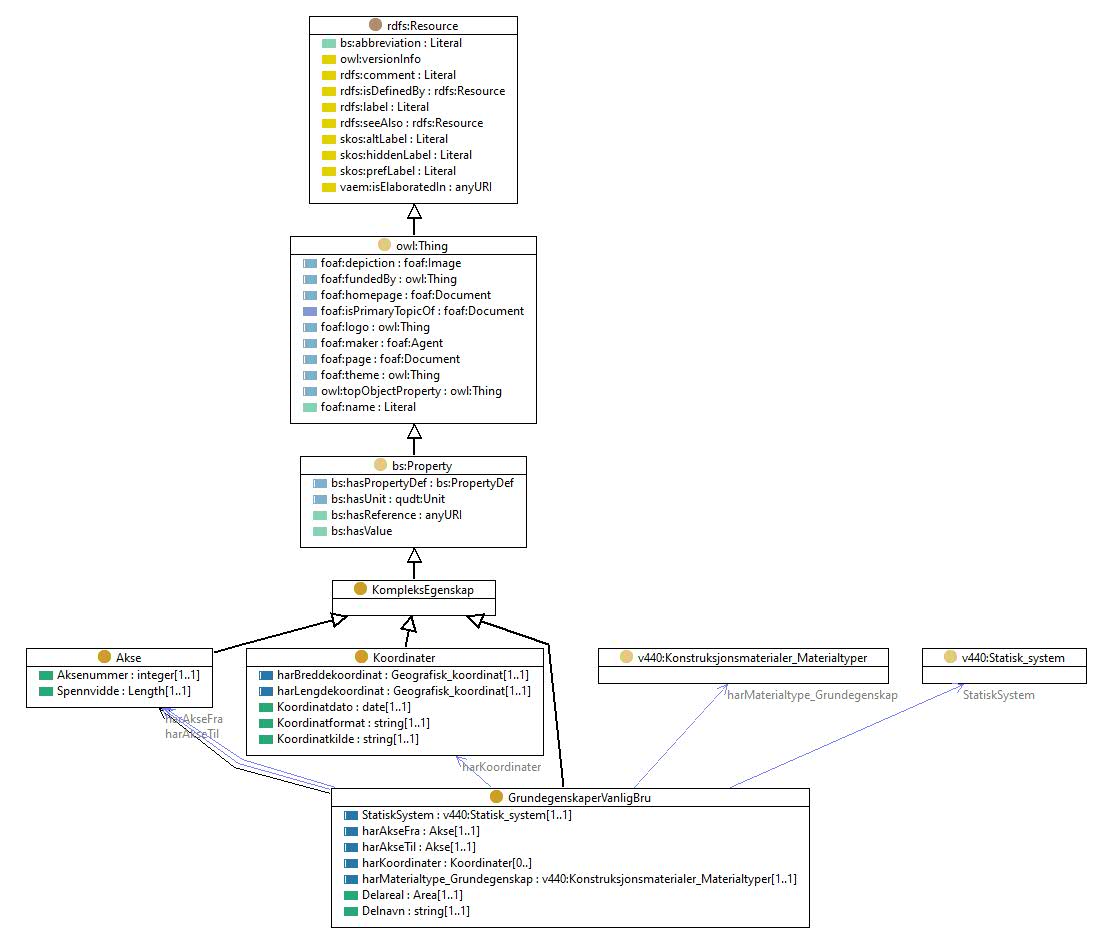 rdfs:Resource
bs:abbreviation : Literal
owl:versionInfo
rdfs:comment : Literal
rdfs:isDefinedBy : rdfs:Resource
rdfs:label : Literal
rdfs:seeAlso : rdfs:Resource
skos:altLabel : Literal
skos:hiddenLabel : Literal
skos:prefLabel : Literal
vaem:isElaboratedIn : anyURI
owl:Thing
foaf:depiction : foaf:Image
foaf:fundedBy : owl:Thing
foaf:homepage : foaf:Document
foaf:isPrimaryTopicOf : foaf:Document
foaf:logo : owl:Thing
foaf:maker : foaf:Agent
foaf:page : foaf:Document
foaf:theme : owl:Thing
owl:topObjectProperty : owl:Thing
foaf:name : Literal
bs:Property
bs:hasPropertyDef : bs:PropertyDef
bs:hasUnit : qudt:Unit
bs:hasReference : anyURI
bs:hasValue
KompleksEgenskap
Akse
Aksenummer : integer[1..1]
Spennvidde : Length[1..1]
Koordinater
harBreddekoordinat : Geografisk_koordinat[1..1]
harLengdekoordinat : Geografisk_koordinat[1..1]
Koordinatdato : date[1..1]
Koordinatformat : string[1..1]
Koordinatkilde : string[1..1]
v440:Konstruksjonsmaterialer_Materialtyper
v440:Statisk_system
harMaterialtype_Grundegenskap
StatiskSystem
harAkseFra
harAkseTil
harKoordinater
GrundegenskaperVanligBru
StatiskSystem : v440:Statisk_system[1..1]
harAkseFra : Akse[1..1]
harAkseTil : Akse[1..1]
harKoordinater : Koordinater[0..]
harMaterialtype_Grundegenskap : v440:Konstruksjonsmaterialer_Materialtyper[1..1]
Delareal : Area[1..1]
Delnavn : string[1..1]